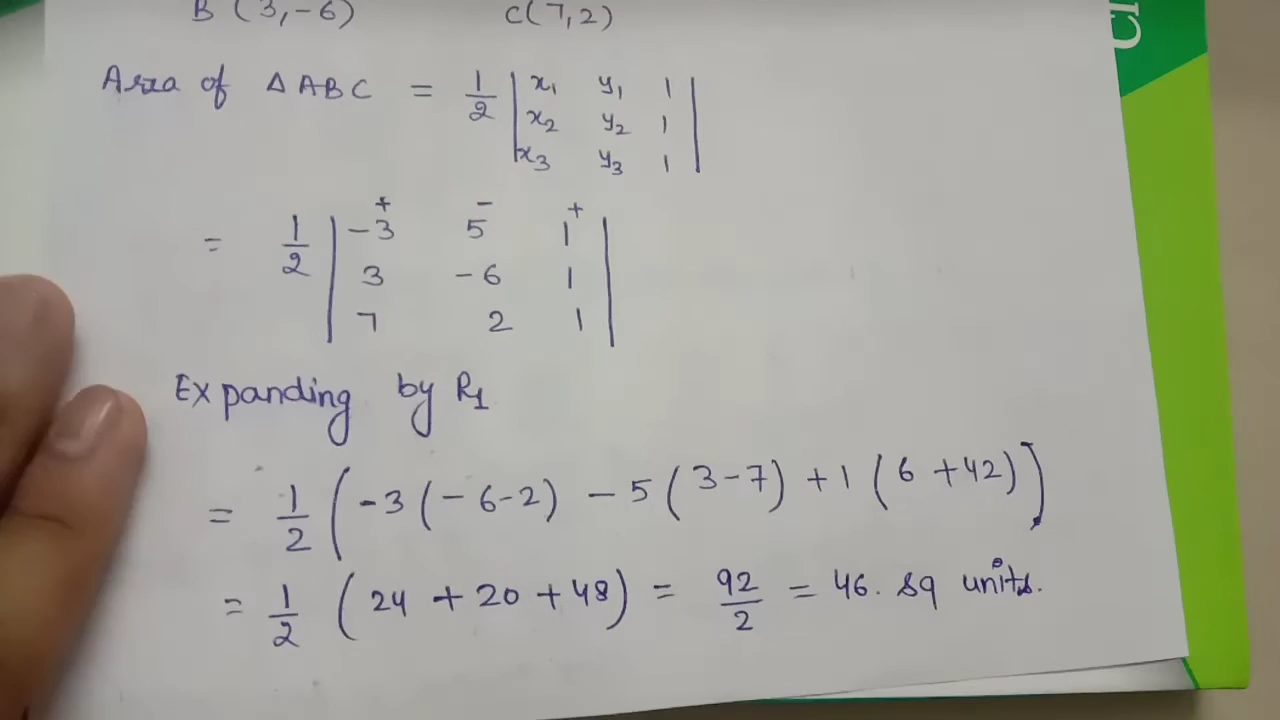 B (3,-6) C(7,2)
Area of Δ ABC = 1/2 | x1 y1 1 |
| x2 y2 1 |
| x3 y3 1 |
+ - +
= 1/2 | -3 5 1 |
| 3 -6 1 |
| 7 2 1 |
Expanding by R1
= 1/2 ( -3 (-6-2) - 5 (3-7) + 1 (6 +42) )
= 1/2 ( 24 + 20 + 48 ) = 92/2 = 46. sq units.